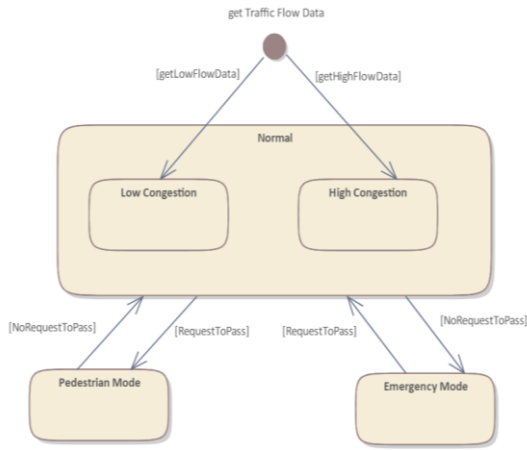 get Traffic Flow Data
[getLowFlowData]
[getHighFlowData]
Normal
Low Congestion
High Congestion
[NoRequestToPass]
[RequestToPass]
[RequestToPass]
[NoRequestToPass]
Pedestrian Mode
Emergency Mode